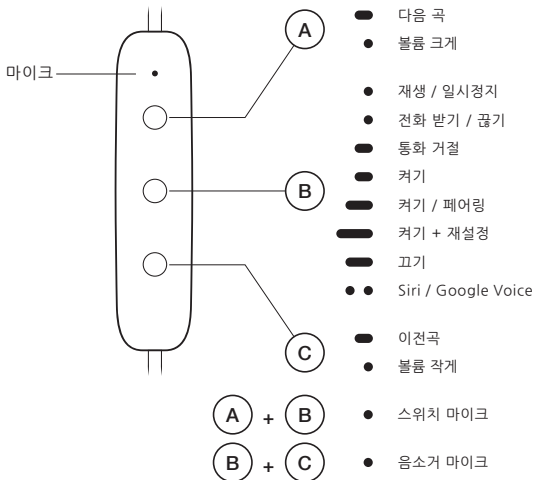 다음 곡
A
볼륨 크게
마이크
재생 / 일시정지
전화 받기 / 끊기
통화 거절
켜기
B
켜기 / 페어링
켜기 + 재설정
끄기
Siri / Google Voice
이전곡
C
볼륨 작게
A + B 스위치 마이크
B + C 음소거 마이크